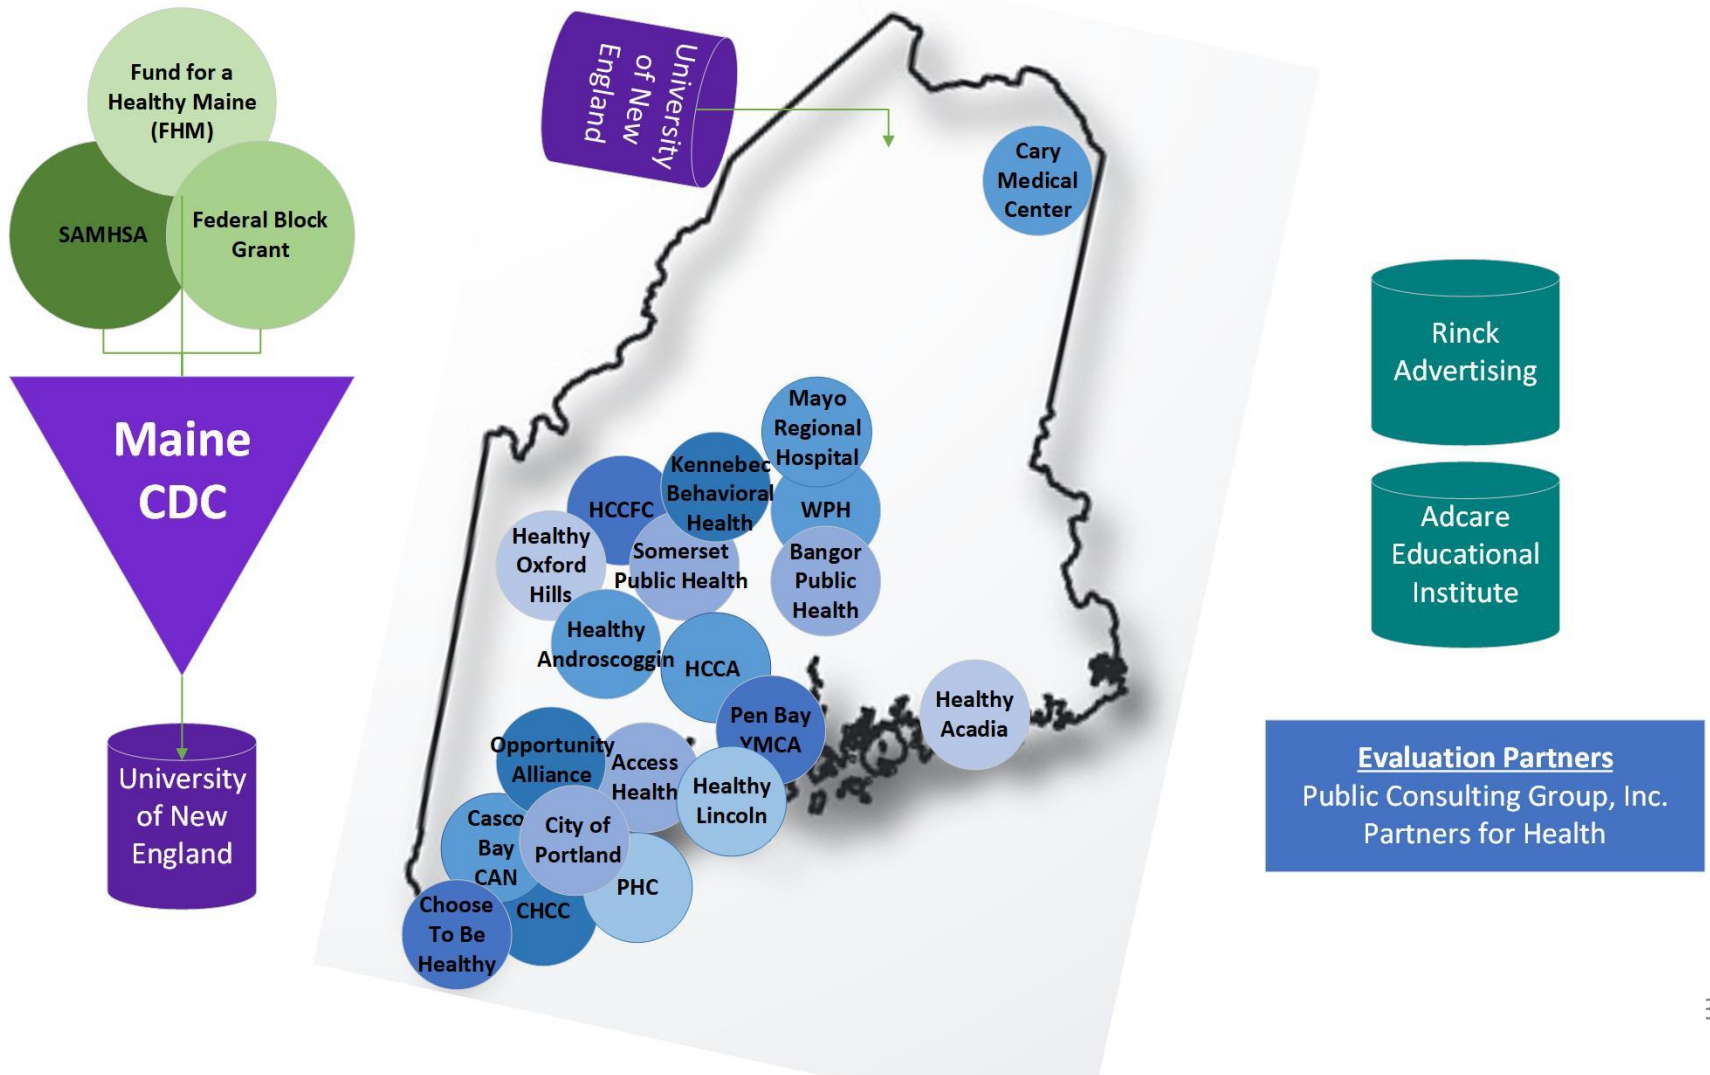 Fund for a
Healthy Maine
(FHM)
SAMHSA
Federal Block
Grant
Maine
CDC
University
of New
England
University
of New
England
Cary
Medical
Center
Mayo
Regional
Hospital
Kennebec
Behavioral
Health
HCCFC
WPH
Healthy
Oxford
Hills
Somerset
Public Health
Bangor
Public
Health
Healthy
Androscoggin
HCCA
Pen Bay
YMCA
Healthy
Acadia
Opportunity
Alliance
Access
Health
Healthy
Lincoln
Casco
Bay
CAN
City of
Portland
PHC
CHCC
Choose
To Be
Healthy
Rinck
Advertising
Adcare
Educational
Institute
Evaluation Partners
Public Consulting Group, Inc.
Partners for Health